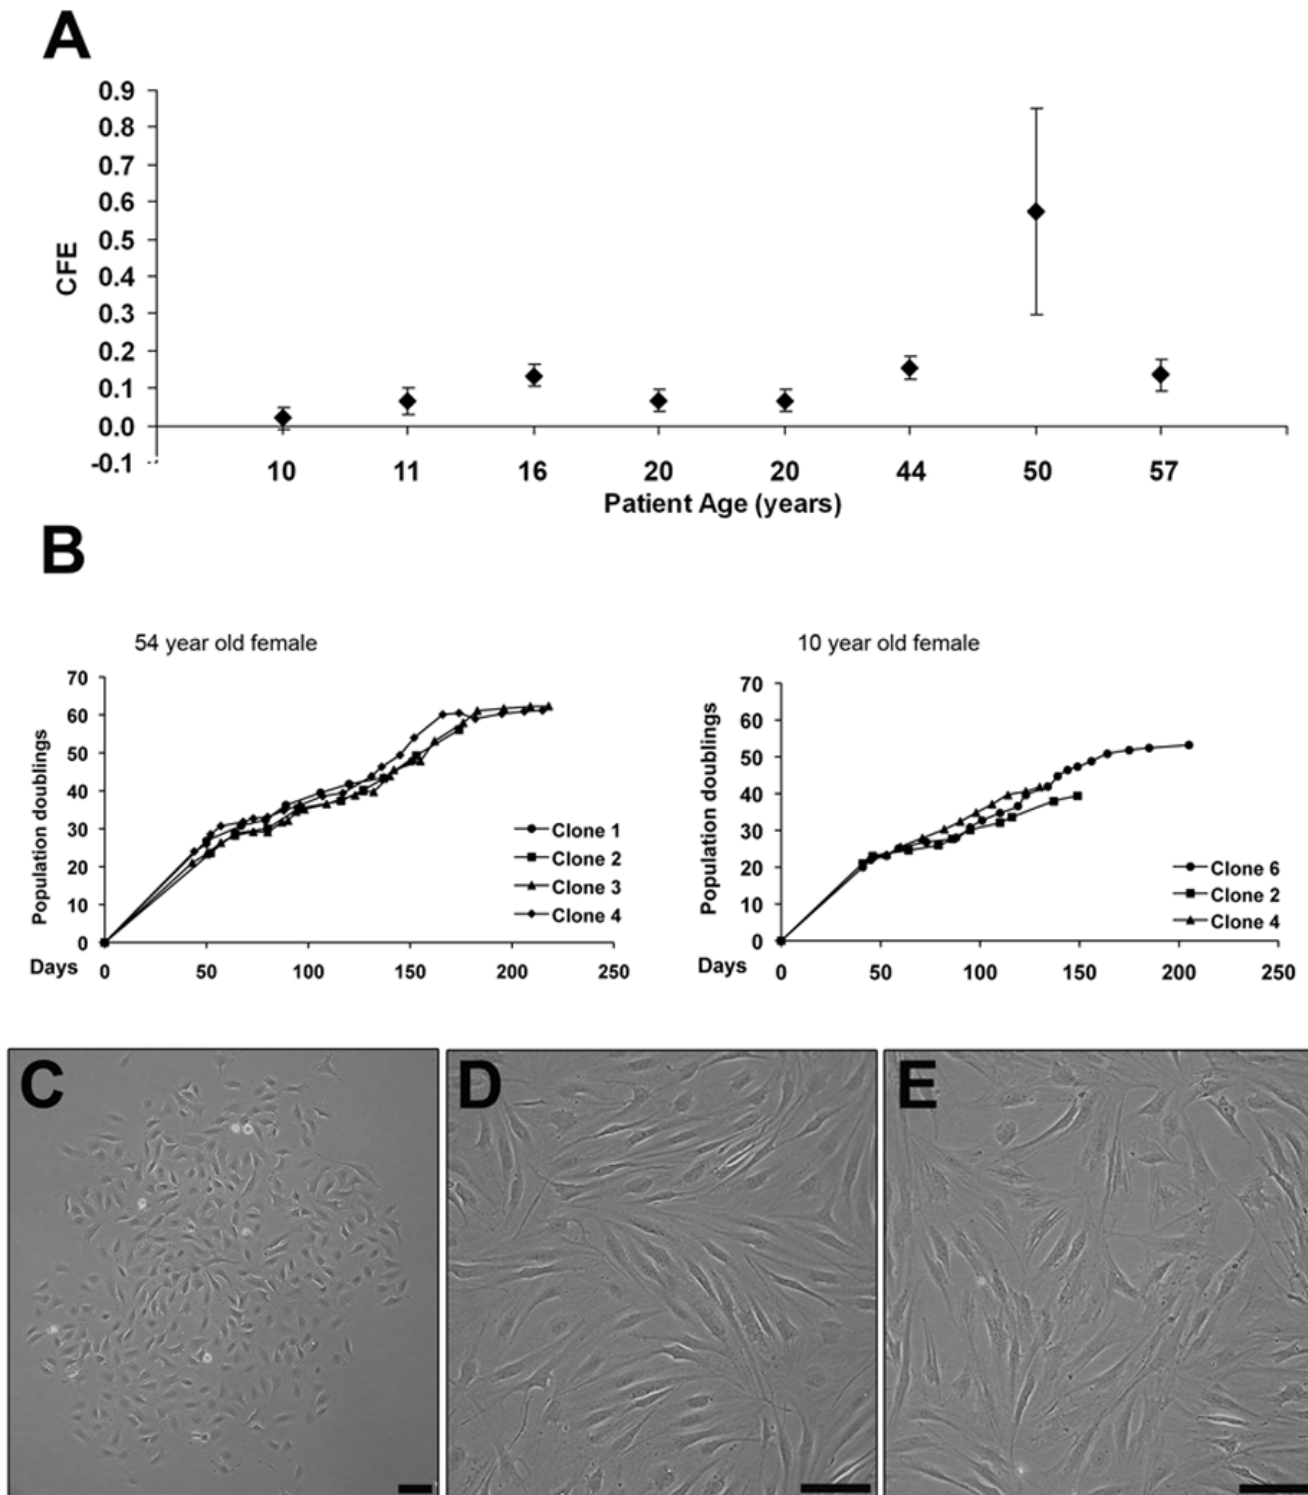 A
0.9
0.8
0.7
0.6
0.5
0.4
0.3
0.2
0.1
0.0
-0.1
CFE
10 11 16 20 20 44 50 57
Patient Age (years)
B
54 year old female
70
60
50
40
30
20
10
0
Population doublings
Clone 1
Clone 2
Clone 3
Clone 4
Days 0 50 100 150 200 250
10 year old female
70
60
50
40
30
20
10
0
Population doublings
Clone 6
Clone 2
Clone 4
Days 0 50 100 150 200 250
C D E